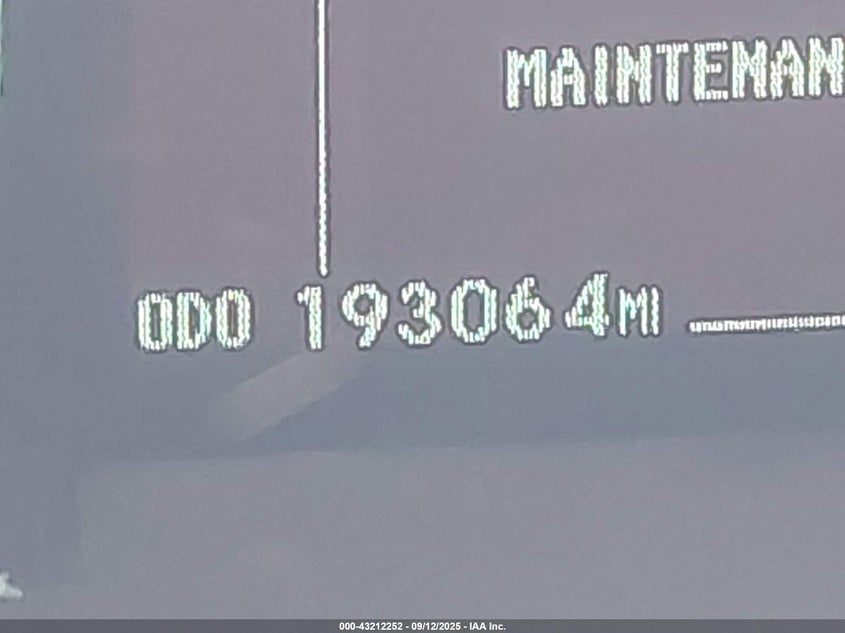 MAINTENAN
ODO 193064MI
000-43212252 - 09/12/2025 - IAA Inc.